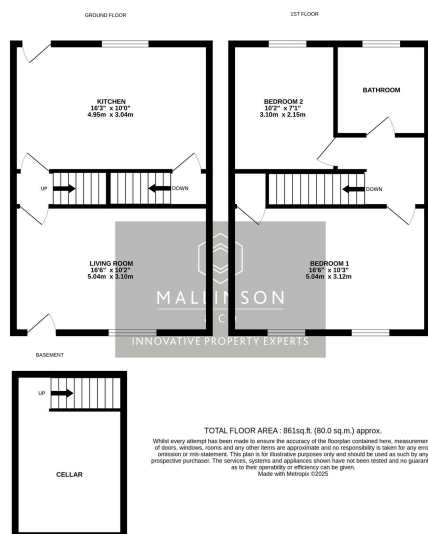 GROUND FLOOR
1ST FLOOR
KITCHEN
16'3" x 10'0"
4.95m x 3.04m
BEDROOM 2
10'2" x 7'1"
3.10m x 2.15m
BATHROOM
UP
DOWN
DOWN
LIVING ROOM
16'6" x 10'2"
5.04m x 3.10m
BEDROOM 1
16'6" x 10'3"
5.04m x 3.12m
MALLINSON
& CO
INNOVATIVE PROPERTY EXPERTS
BASEMENT
UP
CELLAR
TOTAL FLOOR AREA : 861sq.ft. (80.0 sq.m.) approx.
Whilst every attempt has been made to ensure the accuracy of the floorplan contained here, measuremen
of doors, windows, rooms and any other items are approximate and no responsibility is taken for any erro
omission or mis-statement. This plan is for illustrative purposes only and should be used as such by any
prospective purchaser. The services, systems and appliances shown have not been tested and no guarant
as to their operability or efficiency can be given.
Made with Metropix ©2025